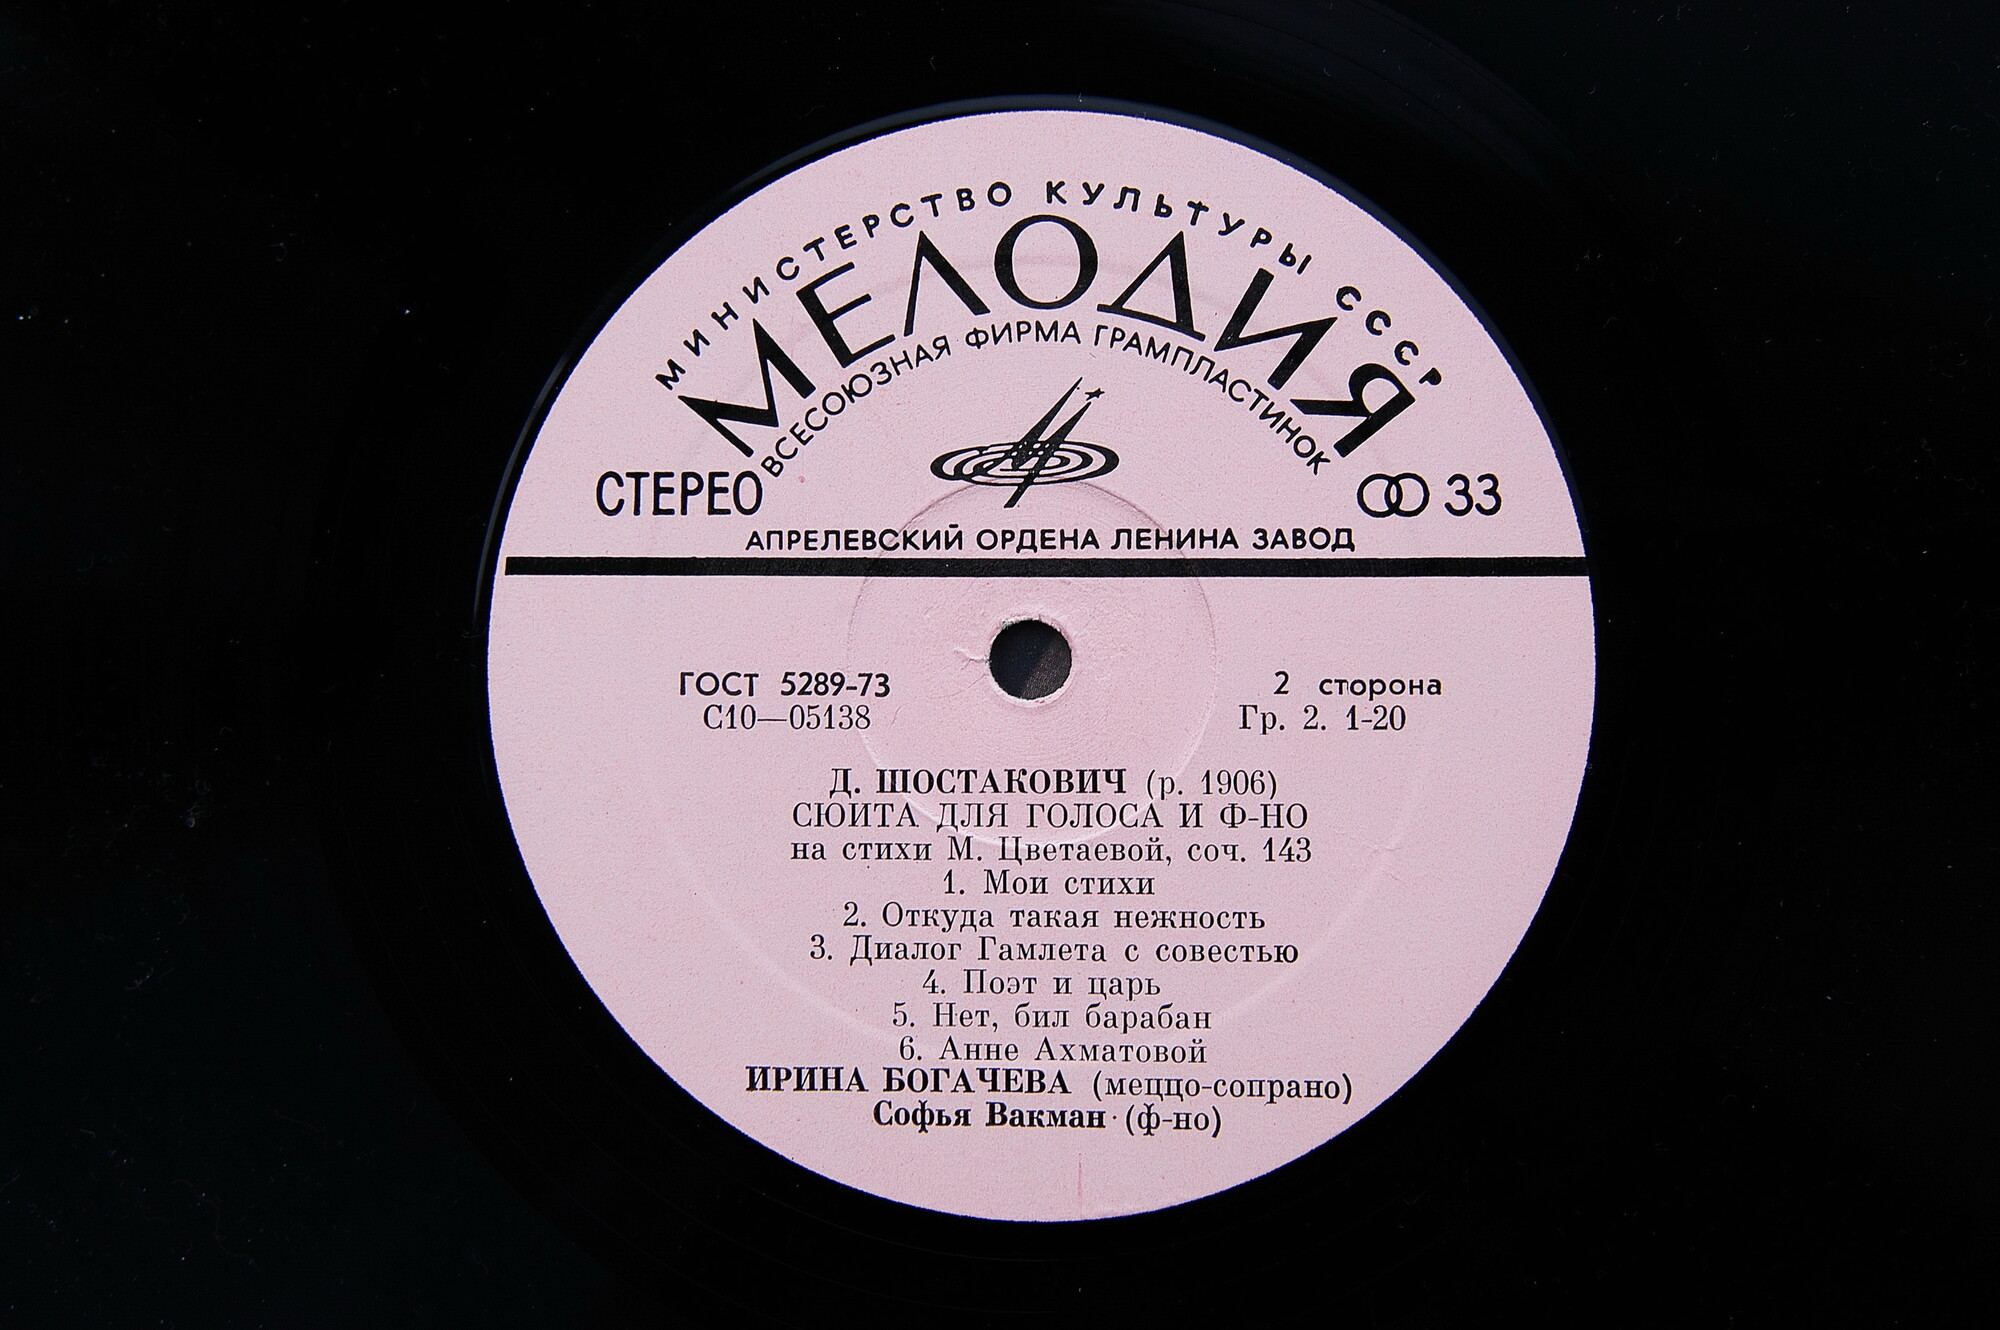 МИНИСТЕРСТВО КУЛЬТУРЫ СССР
МЕЛОДИЯ
ВСЕСОЮЗНАЯ ФИРМА ГРАМПЛАСТИНОК
СТЕРЕО
33
АПРЕЛЕВСКИЙ ОРДЕНА ЛЕНИНА ЗАВОД
ГОСТ 5289-73
С10—05138
2 сторона
Гр. 2. 1-20
Д. ШОСТАКОВИЧ (р. 1906)
СЮИТА ДЛЯ ГОЛОСА И Ф-НО
на стихи М. Цветаевой, соч. 143
1. Мои стихи
2. Откуда такая нежность
3. Диалог Гамлета с совестью
4. Поэт и царь
5. Нет, бил барабан
6. Анне Ахматовой
ИРИНА БОГАЧЕВА (меццо-сопрано)
Софья Вакман (ф-но)